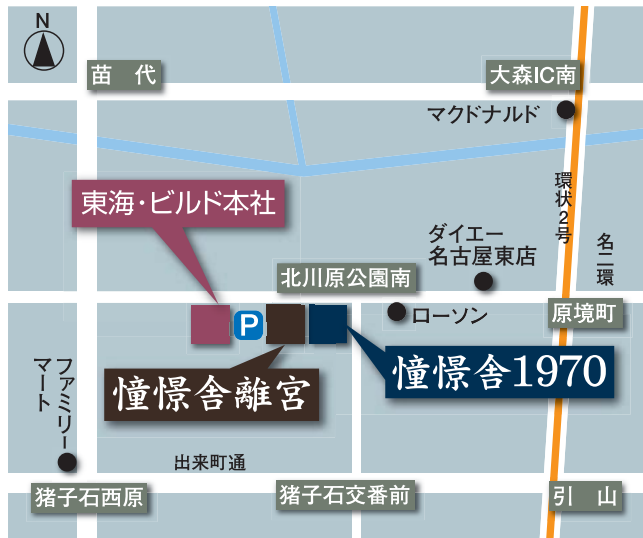 N
苗代
大森IC南
マクドナルド
環状2号
名二環
東海・ビルド本社
ダイエー
名古屋東店
北川原公園南
P
ローソン
原境町
憧憬舎離宮
憧憬舎1970
ファミリー
マート
出来町通
猪子石西原
猪子石交番前
引山